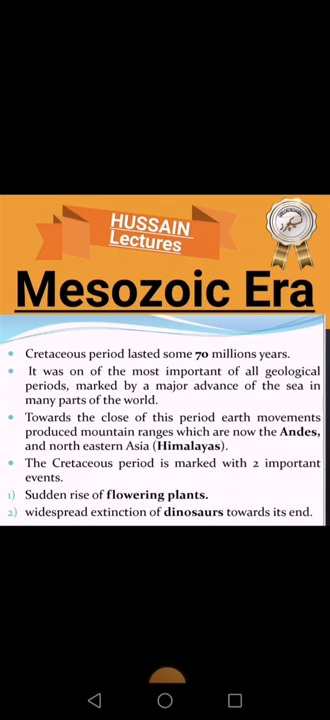 HUSSAIN
Lectures
Mesozoic Era
Cretaceous period lasted some 70 millions years.
It was on of the most important of all geological
periods, marked by a major advance of the sea in
many parts of the world.
Towards the close of this period earth movements
produced mountain ranges which are now the Andes,
and north eastern Asia (Himalayas).
The Cretaceous period is marked with 2 important
events.
1) Sudden rise of flowering plants.
2) widespread extinction of dinosaurs towards its end.